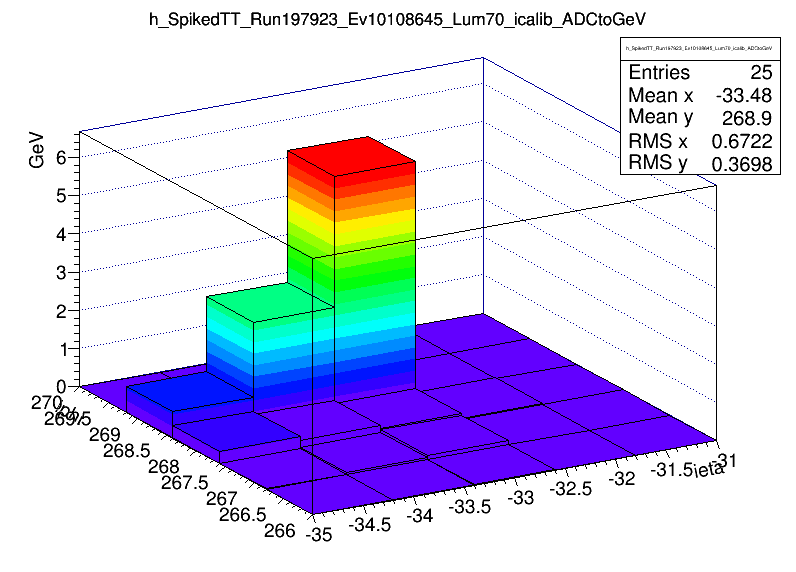 h_SpikedTT_Run197923_Ev10108645_Lum70_icalib_ADCtoGeV
h_SpikedTT_Run197923_Ev10108645_Lum70_icalib_ADCtoGeV
Entries 25
Mean x -33.48
Mean y 268.9
RMS x 0.6722
RMS y 0.3698
GeV
6
5
4
3
2
1
0
270
269.5
269
268.5
268
267.5
267
266.5
266
iphi
-35
-34.5
-34
-33.5
-33
-32.5
-32
-31.5
-31
ieta